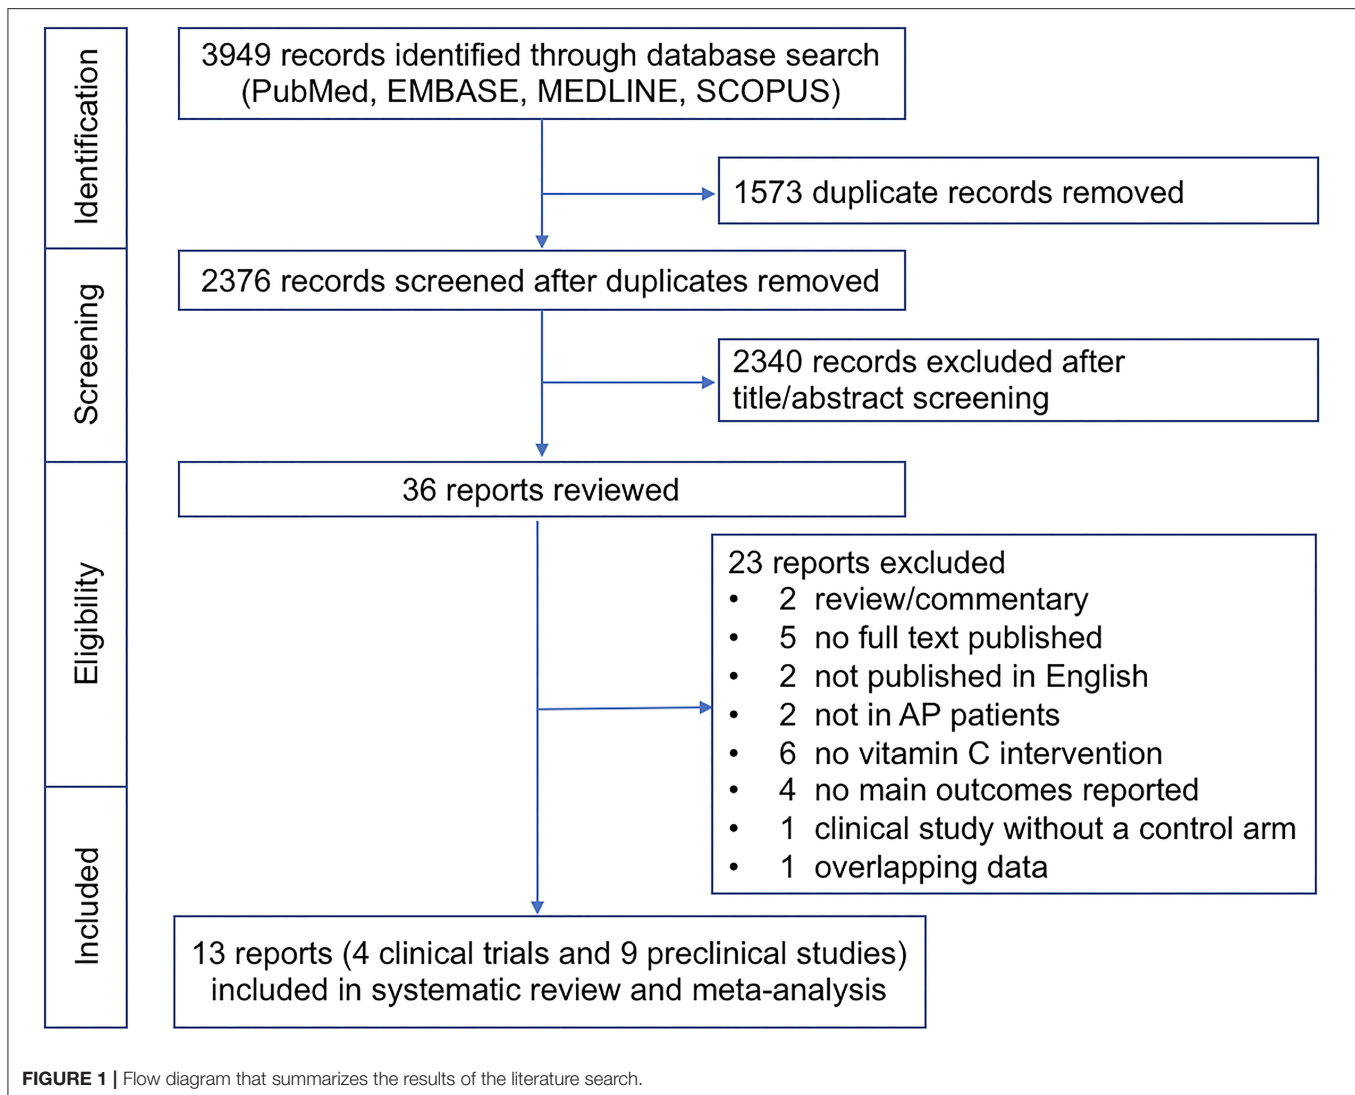 Identification
3949 records identified through database search
(PubMed, EMBASE, MEDLINE, SCOPUS)
1573 duplicate records removed
Screening
2376 records screened after duplicates removed
2340 records excluded after
title/abstract screening
Eligibility
36 reports reviewed
23 reports excluded
• 2 review/commentary
• 5 no full text published
• 2 not published in English
• 2 not in AP patients
• 6 no vitamin C intervention
• 4 no main outcomes reported
• 1 clinical study without a control arm
• 1 overlapping data
Included
13 reports (4 clinical trials and 9 preclinical studies)
included in systematic review and meta-analysis
FIGURE 1 | Flow diagram that summarizes the results of the literature search.